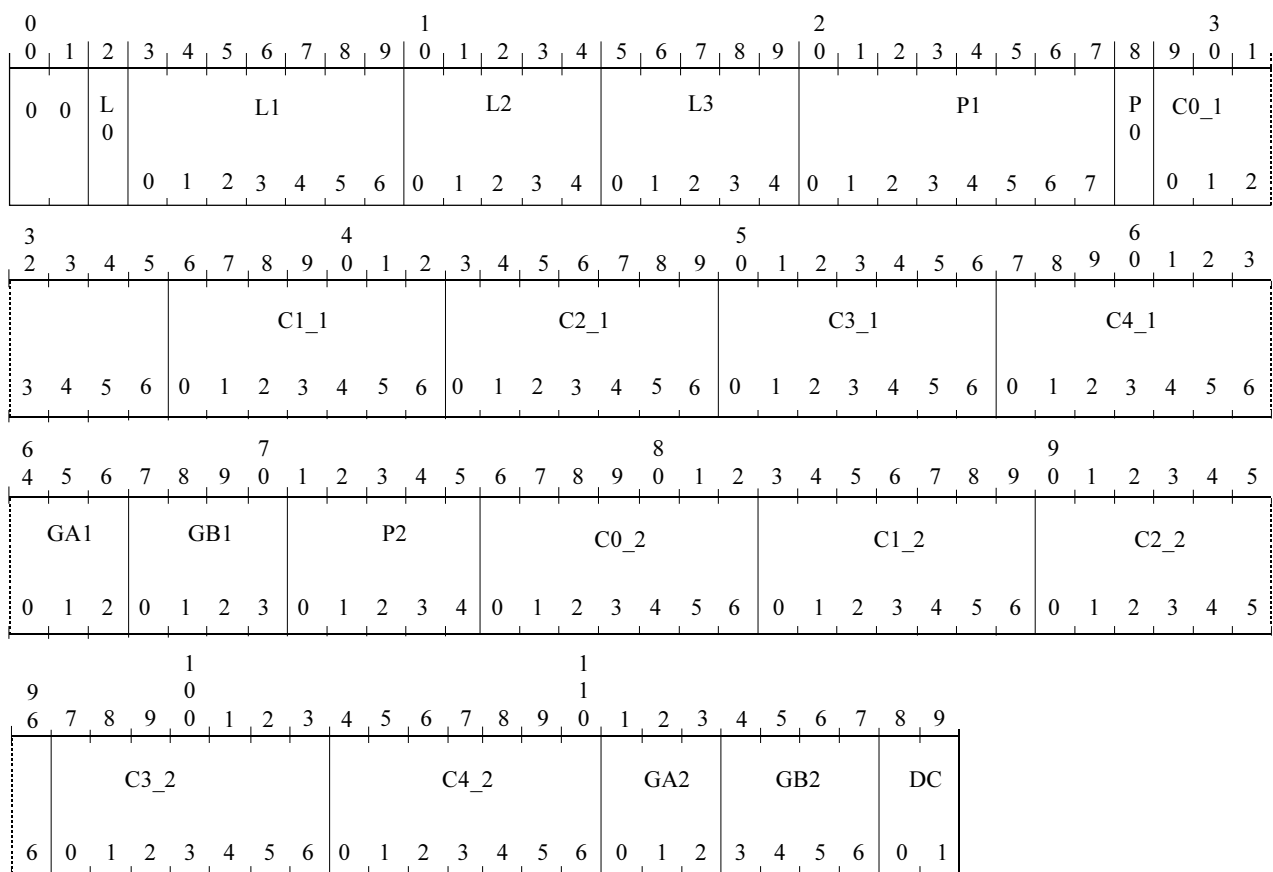 0 1 2 3
0 1 2 3 4 5 6 7 8 9 0 1 2 3 4 5 6 7 8 9 0 1 2 3 4 5 6 7 8 9 0 1
0 0 L0 L1 L2 L3 P1 P0 C0_1
0 1 2 3 4 5 6 0 1 2 3 4 0 1 2 3 4 0 1 2 3 4 5 6 7 0 1 2
3 4 5 6
2 3 4 5 6 7 8 9 0 1 2 3 4 5 6 7 8 9 0 1 2 3 4 5 6 7 8 9 0 1 2 3
C1_1 C2_1 C3_1 C4_1
3 4 5 6 0 1 2 3 4 5 6 0 1 2 3 4 5 6 0 1 2 3 4 5 6 0 1 2 3 4 5 6
6 7 8 9
4 5 6 7 8 9 0 1 2 3 4 5 6 7 8 9 0 1 2 3 4 5 6 7 8 9 0 1 2 3 4 5
GA1 GB1 P2 C0_2 C1_2 C2_2
0 1 2 0 1 2 3 0 1 2 3 4 0 1 2 3 4 5 6 0 1 2 3 4 5 6 0 1 2 3 4 5
1 1
9 0 1
6 7 8 9 0 1 2 3 4 5 6 7 8 9 0 1 2 3 4 5 6 7 8 9
C3_2 C4_2 GA2 GB2 DC
6 0 1 2 3 4 5 6 0 1 2 3 4 5 6 0 1 2 3 4 5 6 0 1